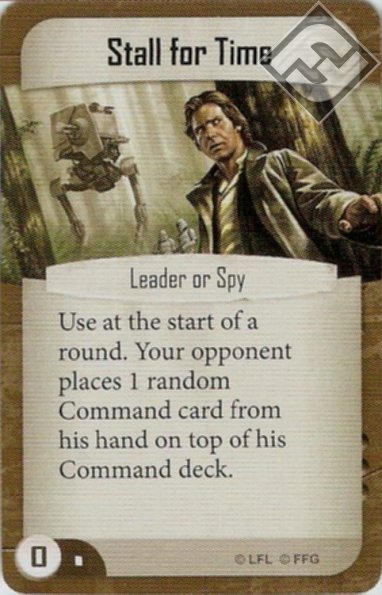 Stall for Time
Leader or Spy
Use at the start of a
round. Your opponent
places 1 random
Command card from
his hand on top of his
Command deck.
0
© LFL © FFG